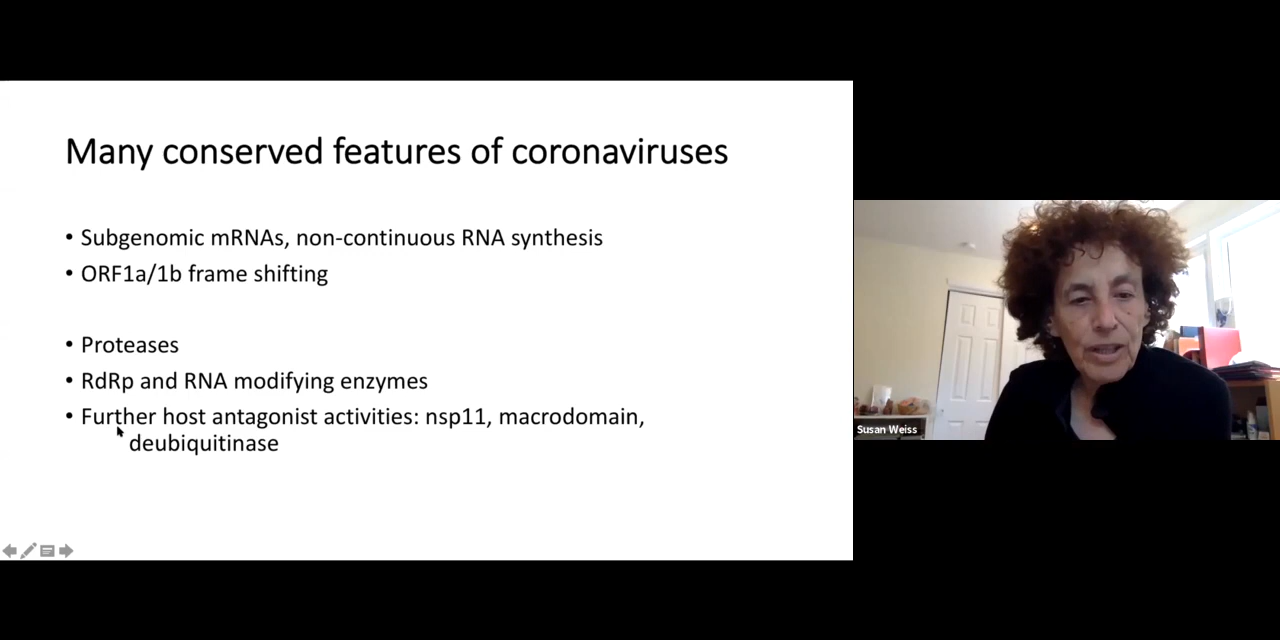 Many conserved features of coronaviruses
• Subgenomic mRNAs, non-continuous RNA synthesis
• ORF1a/1b frame shifting
• Proteases
• RdRp and RNA modifying enzymes
• Further host antagonist activities: nsp11, macrodomain,
deubiquitinase
Susan Weiss